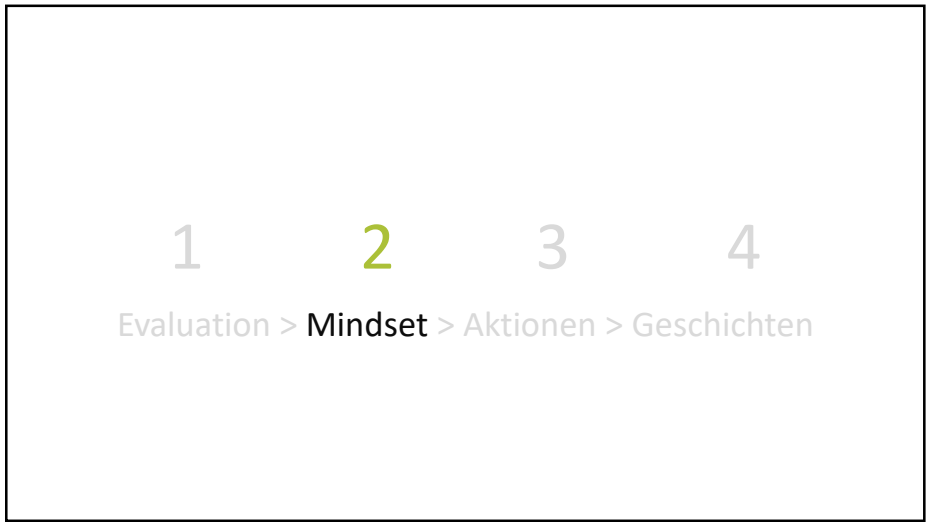 1 2 3 4
Evaluation > Mindset > Aktionen > Geschichten